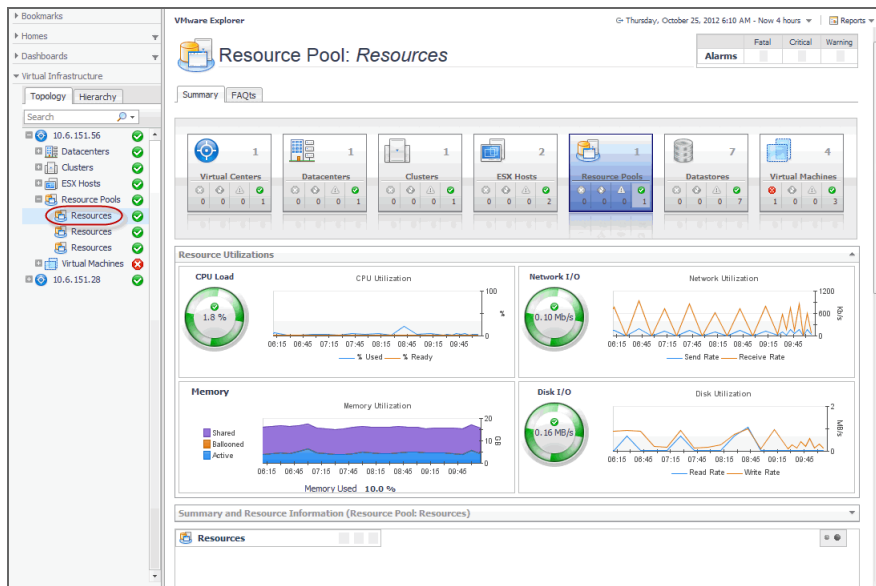 Bookmarks
Homes
Dashboards
Virtual Infrastructure
Topology Hierarchy
Search
10.6.151.56
Datacenters
Clusters
ESX Hosts
Resource Pools
Resources
Resources
Resources
Virtual Machines
10.6.151.28
VMware Explorer
Thursday, October 25, 2012 6:10 AM - Now 4 hours Reports
Resource Pool: Resources
Fatal Critical Warning
Alarms
Summary FAQts
1 1 1 2 1 7 4
Virtual Centers Datacenters Clusters ESX Hosts Resource Pools Datastores Virtual Machines
0 0 0 1 0 0 0 1 0 0 0 1 0 0 0 2 0 0 0 1 0 0 0 7 1 0 0 3
Resource Utilizations
CPU Load
1.8 %
CPU Utilization
100
%
0
06:15 06:45 07:15 07:45 08:15 08:45 09:15 09:45
% Used % Ready
Network I/O
0.10 Mb/s
Network Utilization
1200
600
0
Kb/s
06:15 06:45 07:15 07:45 08:15 08:45 09:15 09:45
Send Rate Receive Rate
Memory
Memory Utilization
Shared
Ballooned
Active
20
10
0
GB
06:15 06:45 07:15 07:45 08:15 08:45 09:15 09:45
Memory Used 10.0 %
Disk I/O
0.16 MB/s
Disk Utilization
2
0
MB/s
06:15 06:45 07:15 07:45 08:15 08:45 09:15 09:45
Read Rate Write Rate
Summary and Resource Information (Resource Pool: Resources)
Resources